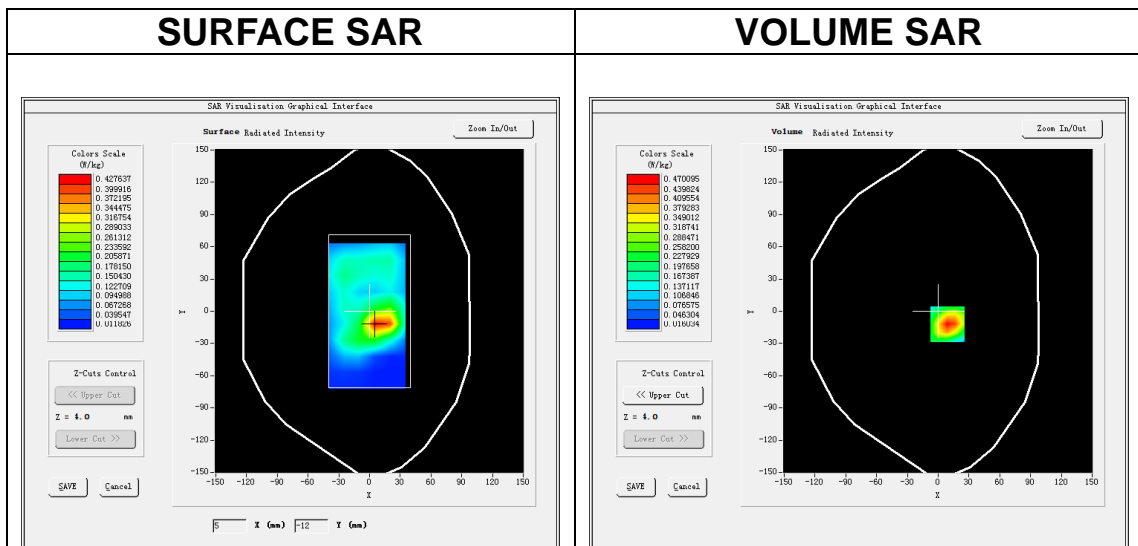 SURFACE SAR
VOLUME SAR
SAR Visualisation Graphical Interface
Surface Radiated Intensity
Zoom In/Out
Colors Scale
(W/kg)
0.427637
0.399916
0.372195
0.344475
0.316754
0.289033
0.261312
0.233592
0.205871
0.178150
0.150430
0.122709
0.094988
0.067268
0.039547
0.011826
Z-Cuts Control
<< Upper Cut
Z = 4.0 mm
Lower Cut >>
SAVE Cancel
150
120
90
60
30
0
-30
-60
-90
-120
-150
Y
-150 -120 -90 -60 -30 0 30 60 90 120 150
X
5 X (mm) -12 Y (mm)
SAR Visualisation Graphical Interface
Volume Radiated Intensity
Zoom In/Out
Colors Scale
(W/kg)
0.470095
0.439824
0.409554
0.379283
0.349012
0.318741
0.288471
0.258200
0.227929
0.197658
0.167387
0.137117
0.106846
0.076575
0.046304
0.016034
Z-Cuts Control
<< Upper Cut
Z = 4.0 mm
Lower Cut >>
SAVE Cancel
150
120
90
60
30
0
-30
-60
-90
-120
-150
Y
-150 -120 -90 -60 -30 0 30 60 90 120 150
X